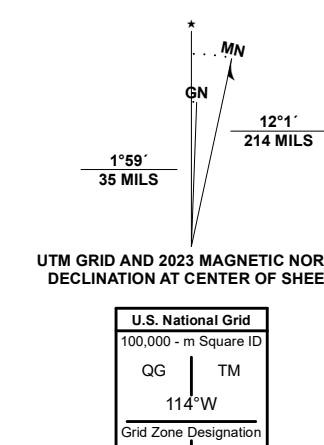 ★
MN
GN
12°1´
214 MILS
1°59´
35 MILS
UTM GRID AND 2023 MAGNETIC NOR
DECLINATION AT CENTER OF SHEE
U.S. National Grid
100,000 - m Square ID
QG TM
114°W
Grid Zone Designation